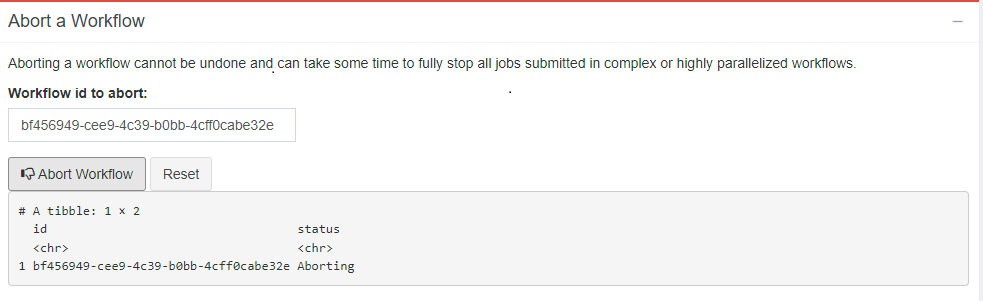 Abort a Workflow
Aborting a workflow cannot be undone and can take some time to fully stop all jobs submitted in complex or highly parallelized workflows.
Workflow id to abort:
bf456949-cee9-4c39-b0bb-4cff0cabe32e
Abort Workflow Reset
# A tibble: 1 x 2
id status
<chr> <chr>
1 bf456949-cee9-4c39-b0bb-4cff0cabe32e Aborting